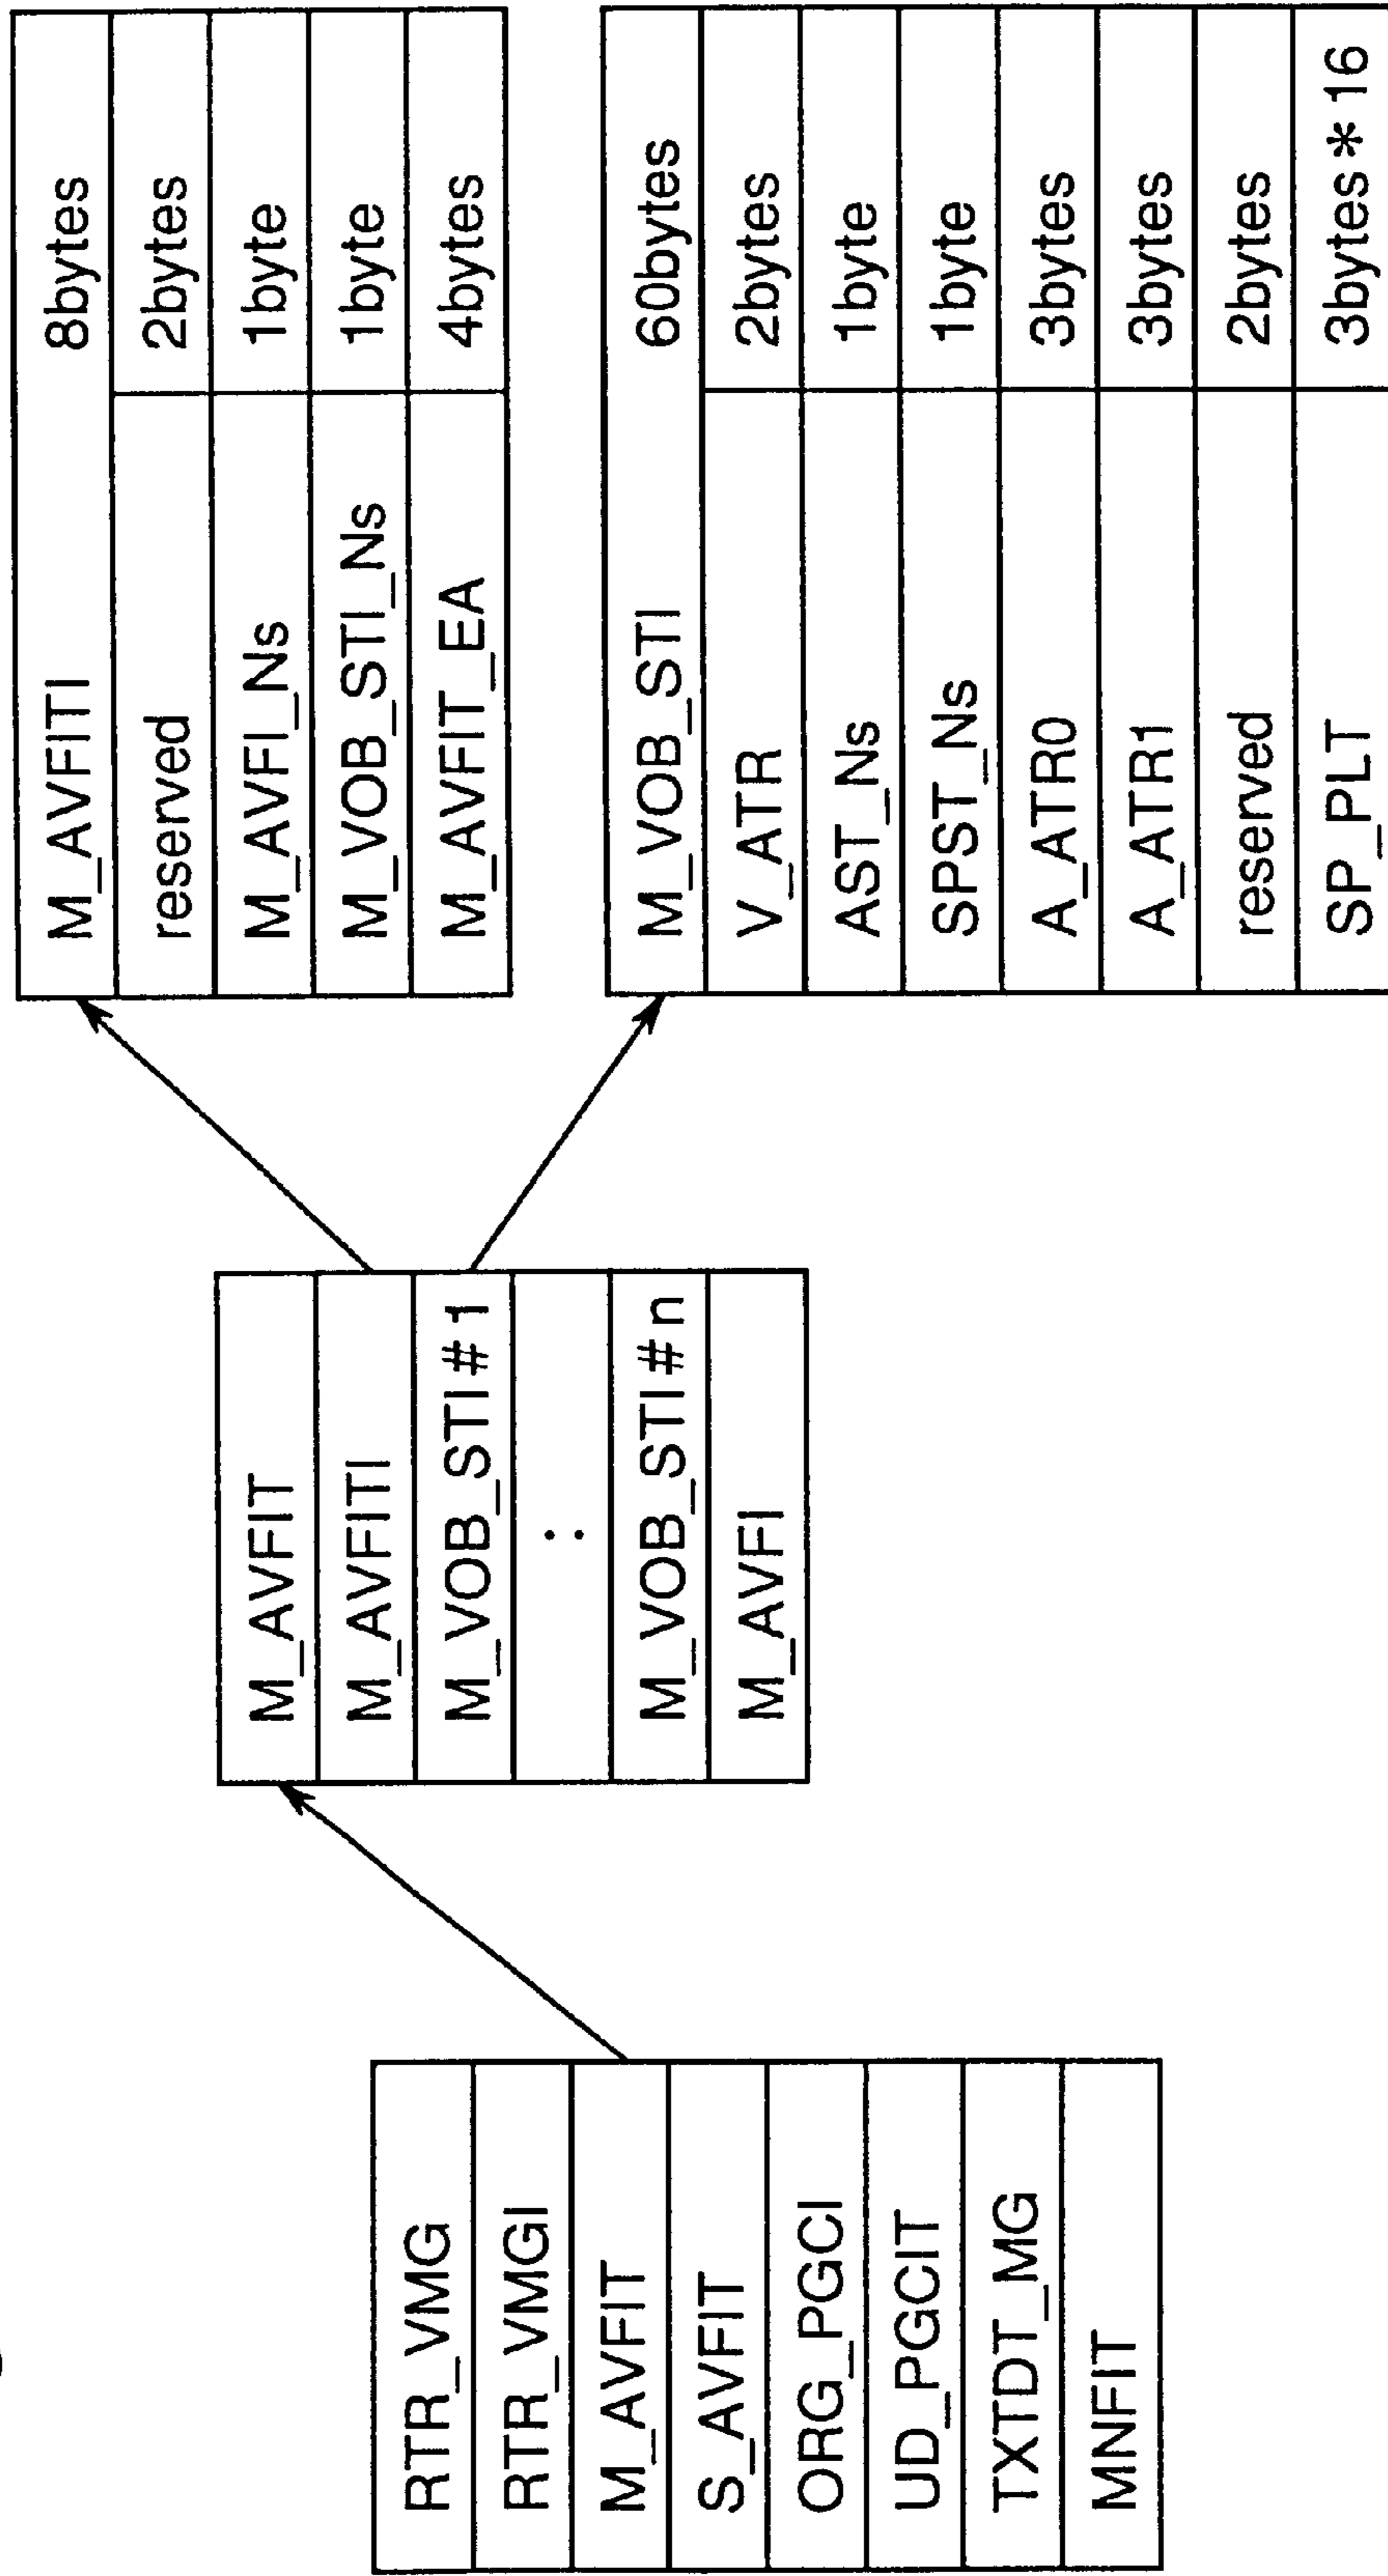 RTR_VMG
RTR_VMGI
M_AVFIT
S_AVFIT
ORG_PGCI
UD_PGCIT
TXTDT_MG
MNFIT
M_AVFIT
M_AVFITI
M_VOB_STI#1
:
M_VOB_STI#n
M_AVFI
M_AVFITI 8bytes
reserved 2bytes
M_AVFI_Ns 1byte
M_VOB_STI_Ns 1byte
M_AVFIT_EA 4bytes
M_VOB_STI 60bytes
V_ATR 2bytes
AST_Ns 1byte
SPST_Ns 1byte
A_ATR0 3bytes
A_ATR1 3bytes
reserved 2bytes
SP_PLT 3bytes*16